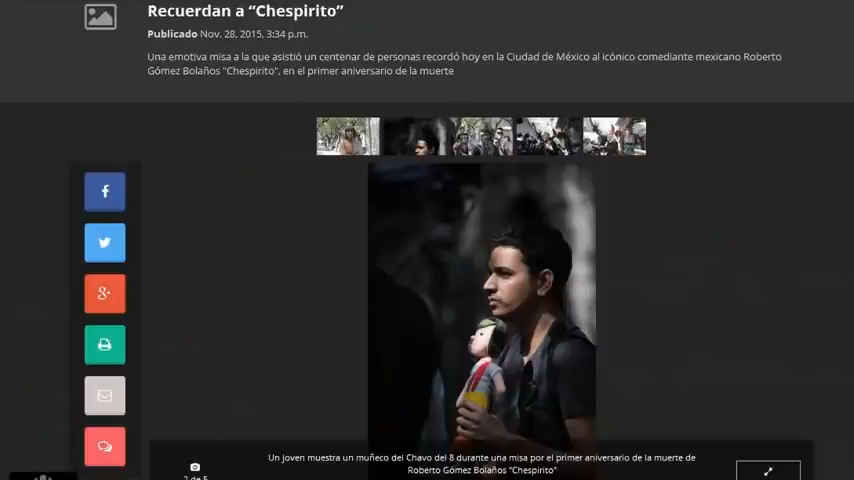 Recuerdan a “Chespirito”
Publicado Nov. 28, 2015, 3:34 p.m.
Una emotiva misa a la que asistió un centenar de personas recordó hoy en la Ciudad de México al icónico comediante mexicano Roberto
Gómez Bolaños "Chespirito", en el primer aniversario de la muerte
f
g+
Un joven muestra un muñeco del Chavo del 8 durante una misa por el primer aniversario de la muerte de
Roberto Gómez Bolaños "Chespirito"
2 de 5